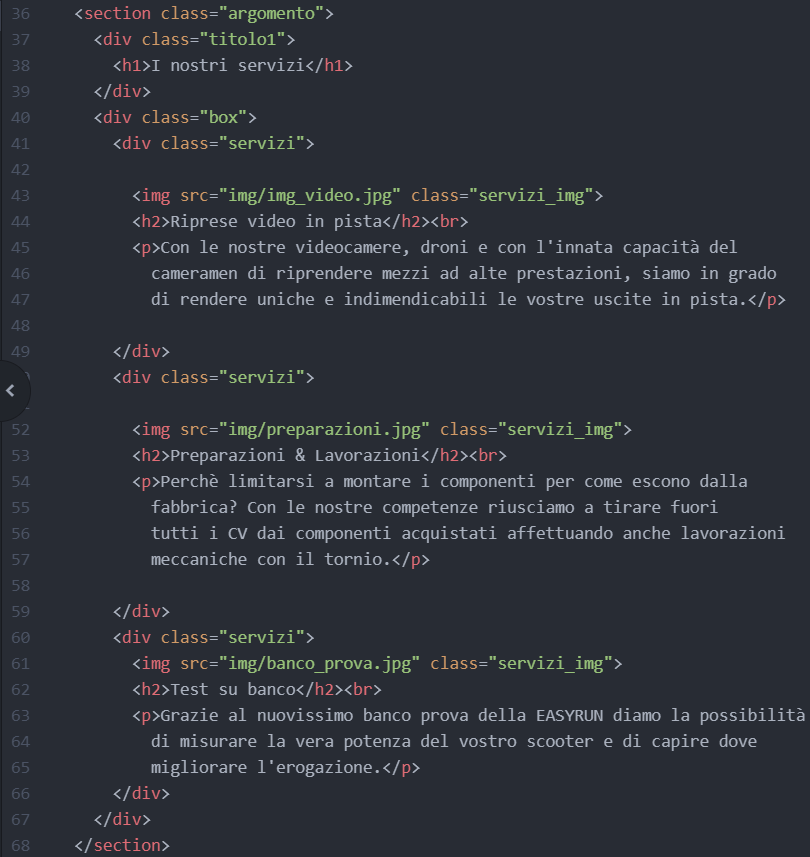 36 <section class="argomento">
37 <div class="titolo1">
38 <h1>I nostri servizi</h1>
39 </div>
40 <div class="box">
41 <div class="servizi">
42
43 <img src="img/img_video.jpg" class="servizi_img">
44 <h2>Riprese video in pista</h2><br>
45 <p>Con le nostre videocamere, droni e con l'innata capacità del
46 cameramen di riprendere mezzi ad alte prestazioni, siamo in grado
47 di rendere uniche e indimendicabili le vostre uscite in pista.</p>
48
49 </div>
<div class="servizi">
52 <img src="img/preparazioni.jpg" class="servizi_img">
53 <h2>Preparazioni & Lavorazioni</h2><br>
54 <p>Perchè limitarsi a montare i componenti per come escono dalla
55 fabbrica? Con le nostre competenze riusciamo a tirare fuori
56 tutti i CV dai componenti acquistati affettuando anche lavorazioni
57 meccaniche con il tornio.</p>
58
59 </div>
60 <div class="servizi">
61 <img src="img/banco_prova.jpg" class="servizi_img">
62 <h2>Test su banco</h2><br>
63 <p>Grazie al nuovissimo banco prova della EASYRUN diamo la possibilità
64 di misurare la vera potenza del vostro scooter e di capire dove
65 migliorare l'erogazione.</p>
66 </div>
67 </div>
68 </section>